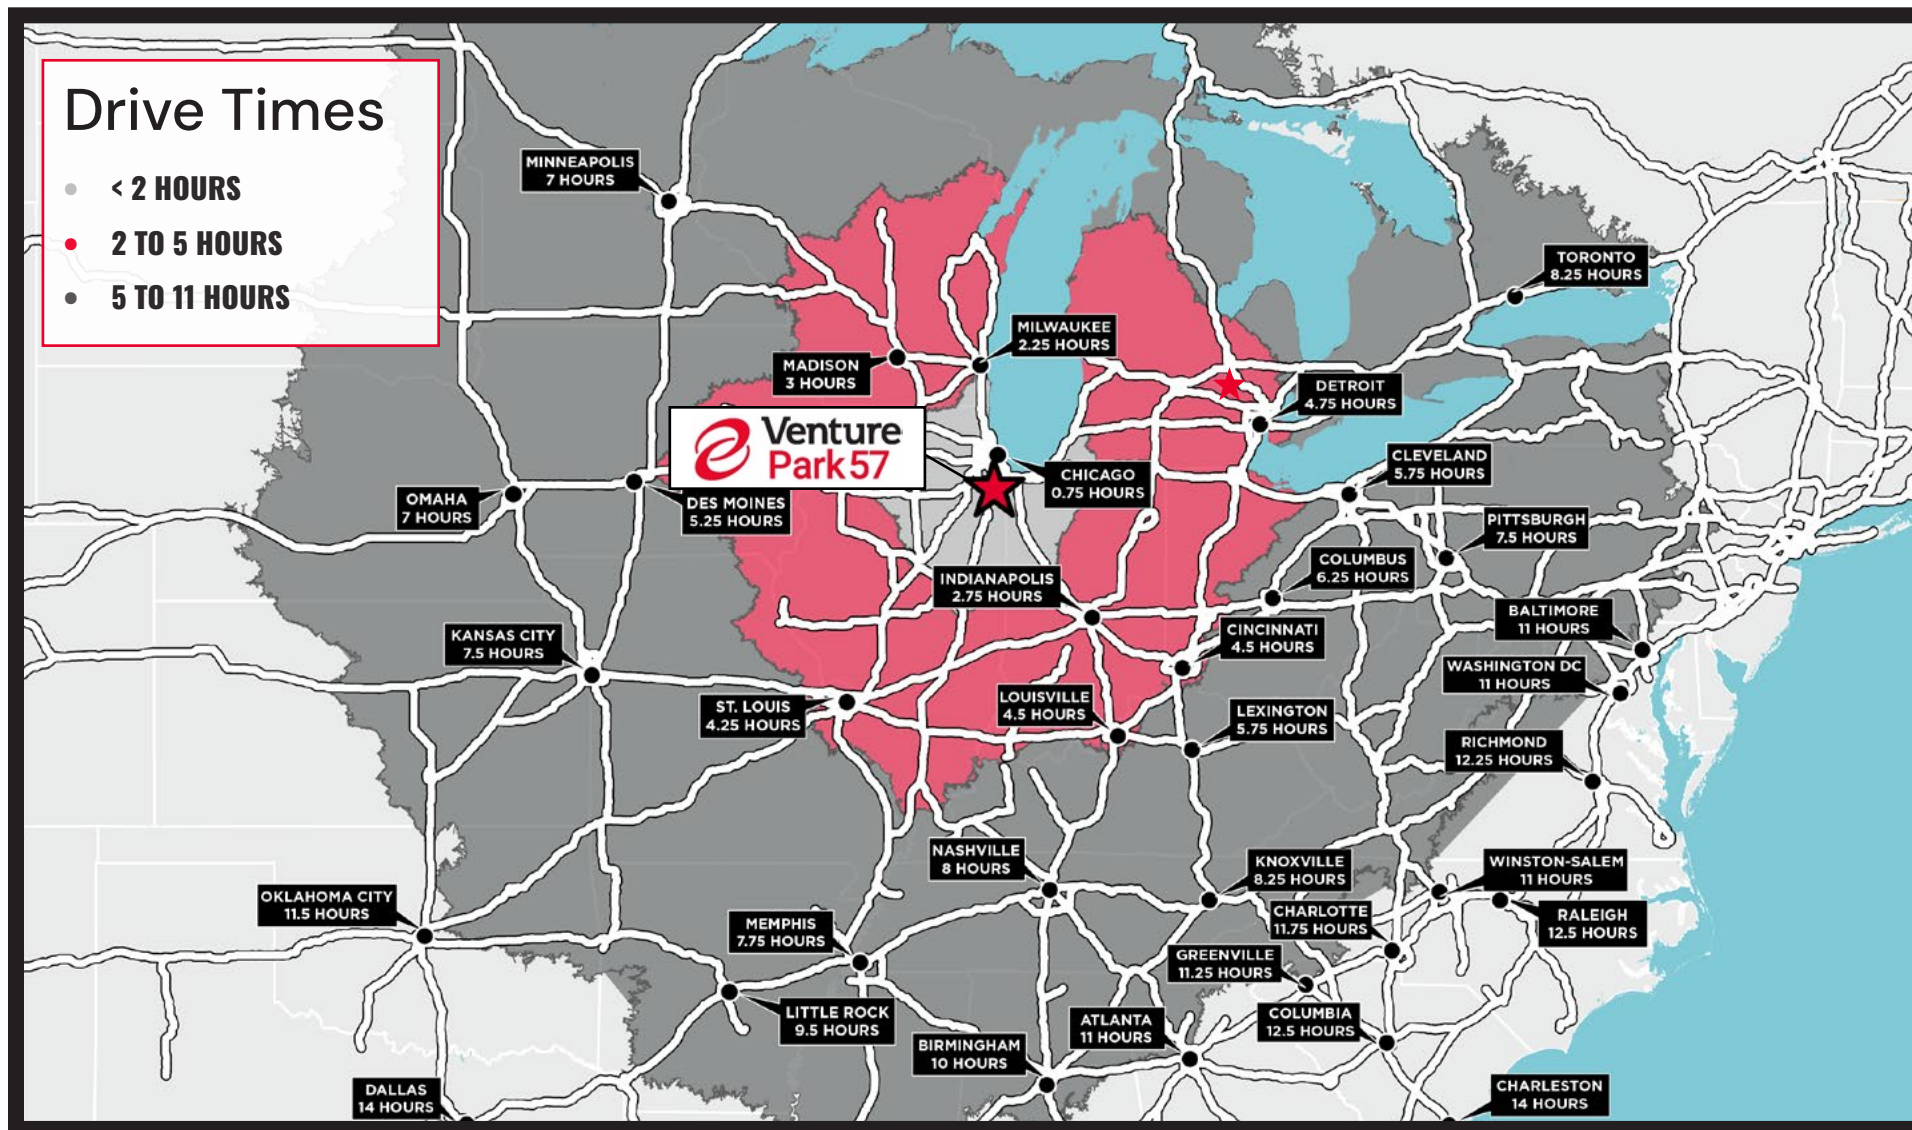 Drive Times
< 2 HOURS
2 TO 5 HOURS
5 TO 11 HOURS
MINNEAPOLIS
7 HOURS
TORONTO
8.25 HOURS
MILWAUKEE
2.25 HOURS
MADISON
3 HOURS
DETROIT
4.75 HOURS
Venture
Park57
CLEVELAND
5.75 HOURS
CHICAGO
0.75 HOURS
OMAHA
7 HOURS
DES MOINES
5.25 HOURS
PITTSBURGH
7.5 HOURS
COLUMBUS
6.25 HOURS
INDIANAPOLIS
2.75 HOURS
BALTIMORE
11 HOURS
CINCINNATI
4.5 HOURS
KANSAS CITY
7.5 HOURS
WASHINGTON DC
11 HOURS
LOUISVILLE
4.5 HOURS
ST. LOUIS
4.25 HOURS
LEXINGTON
5.75 HOURS
RICHMOND
12.25 HOURS
NASHVILLE
8 HOURS
KNOXVILLE
8.25 HOURS
WINSTON-SALEM
11 HOURS
OKLAHOMA CITY
11.5 HOURS
CHARLOTTE
11.75 HOURS
RALEIGH
12.5 HOURS
MEMPHIS
7.75 HOURS
GREENVILLE
11.25 HOURS
LITTLE ROCK
9.5 HOURS
COLUMBIA
12.5 HOURS
ATLANTA
11 HOURS
BIRMINGHAM
10 HOURS
DALLAS
14 HOURS
CHARLESTON
14 HOURS